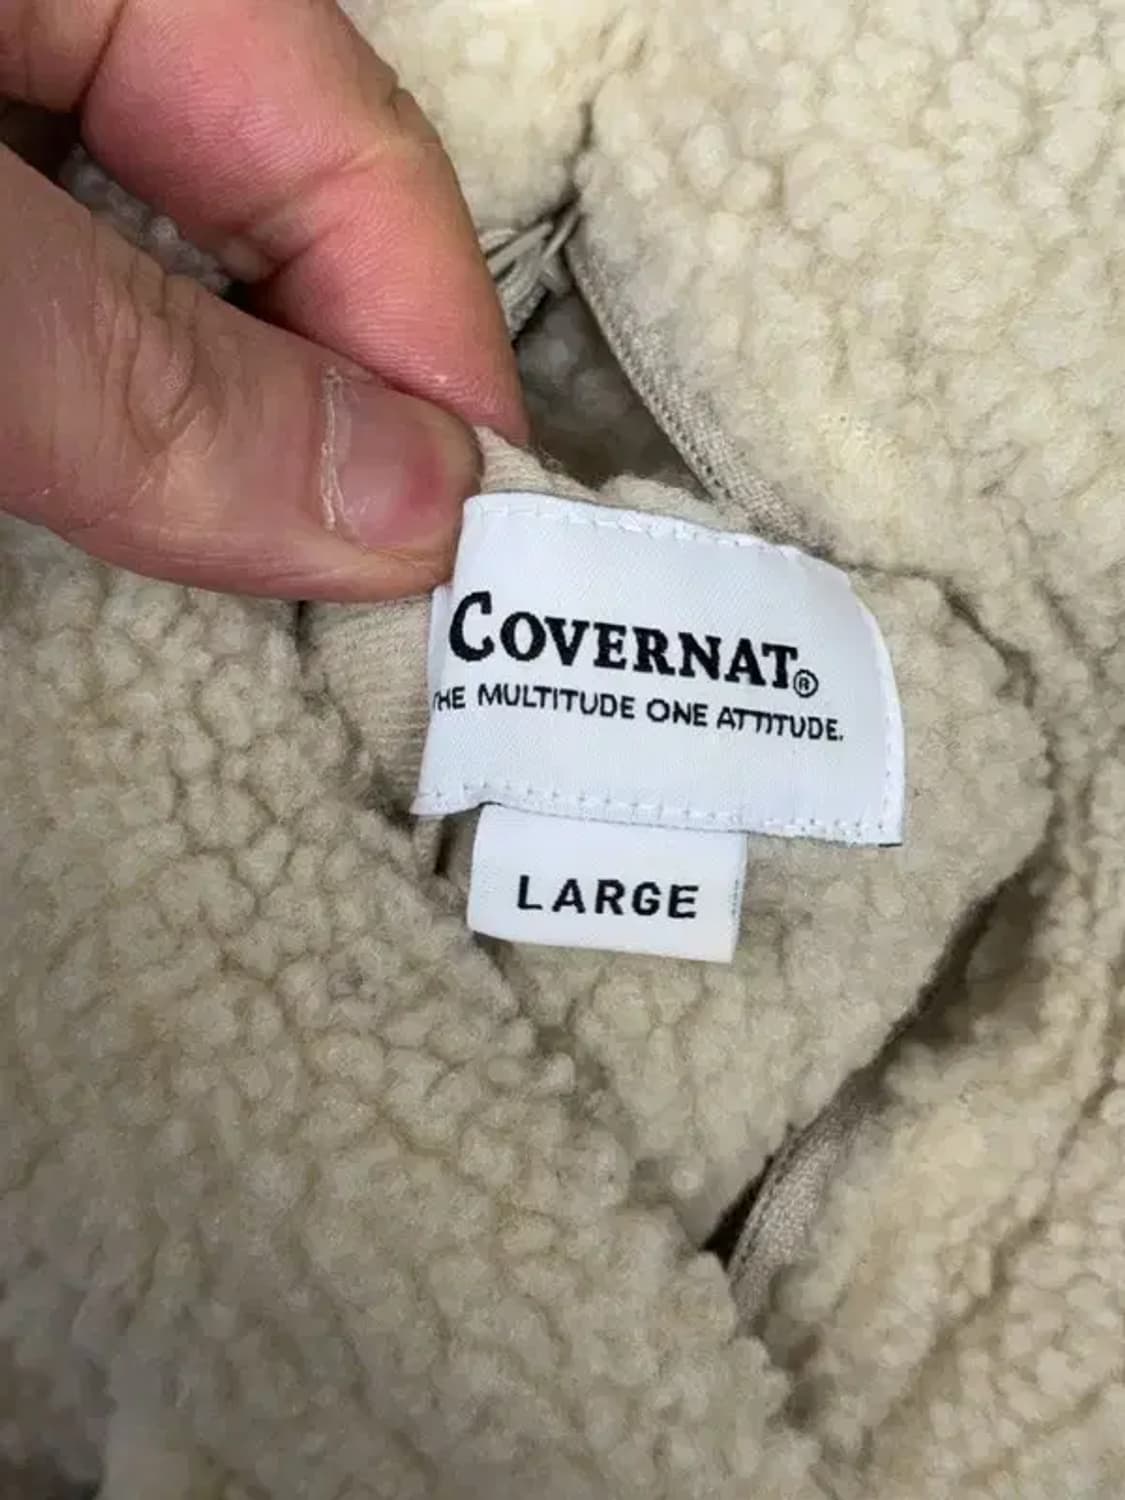 COVERNAT®
THE MULTITUDE ONE ATTITUDE.
LARGE